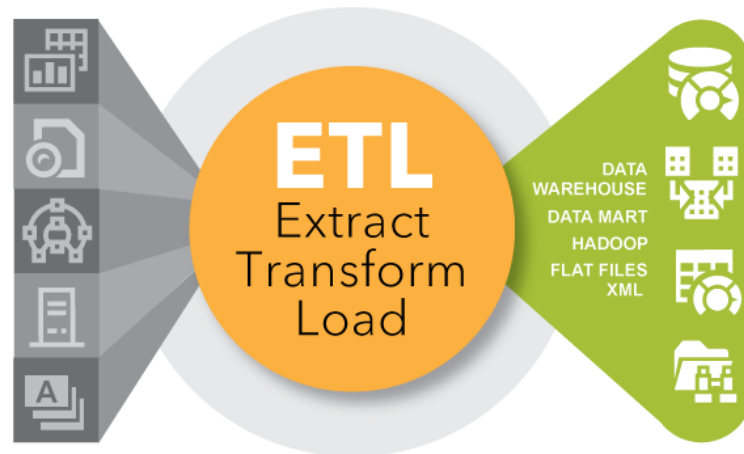 ETL
Extract
Transform
Load
DATA
WAREHOUSE
DATA MART
HADOOP
FLAT FILES
XML
A